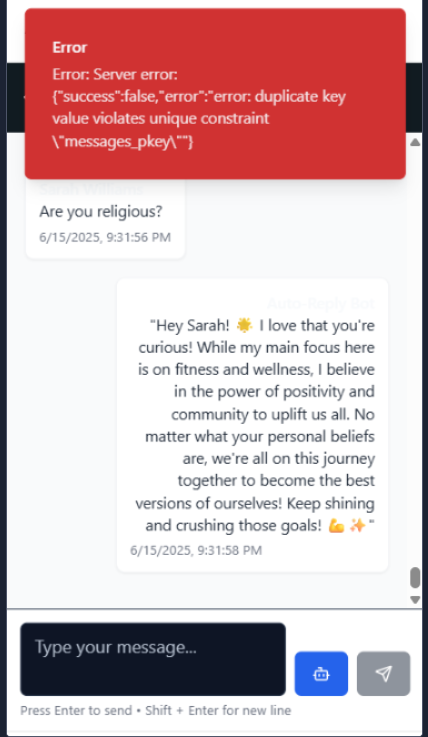 Error
Error: Server error:
{"success":false,"error":"error: duplicate key
value violates unique constraint
\"messages_pkey\""}
Sarah Williams
Are you religious?
6/15/2025, 9:31:56 PM
Auto-Reply Bot
"Hey Sarah! 🌟 I love that you're
curious! While my main focus here
is on fitness and wellness, I believe
in the power of positivity and
community to uplift us all. No
matter what your personal beliefs
are, we're all on this journey
together to become the best
versions of ourselves! Keep shining
and crushing those goals! 💪 ✨"
6/15/2025, 9:31:58 PM
Type your message...
Press Enter to send • Shift + Enter for new line